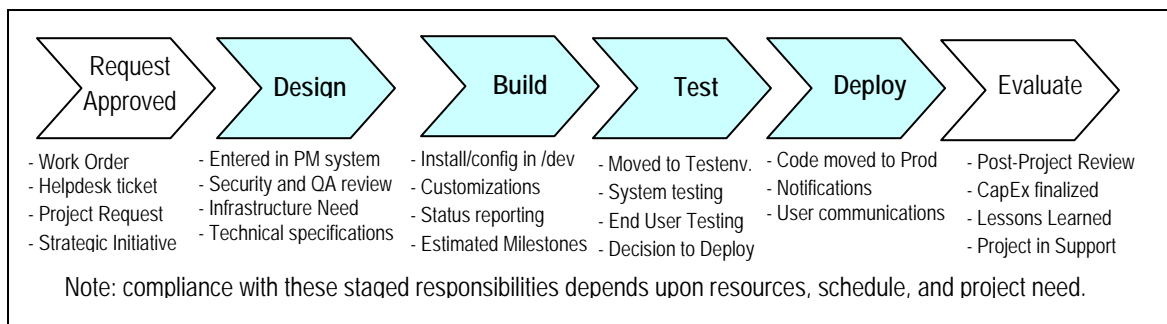 Request
Approved
Design
Build
Test
Deploy
Evaluate
- Work Order
- Helpdesk ticket
- Project Request
- Strategic Initiative
- Entered in PM system
- Security and QA review
- Infrastructure Need
- Technical specifications
- Install/config in /dev
- Customizations
- Status reporting
- Estimated Milestones
- Moved to Testenv.
- System testing
- End User Testing
- Decision to Deploy
- Code moved to Prod
- Notifications
- User communications
- Post-Project Review
- CapEx finalized
- Lessons Learned
- Project in Support
Note: compliance with these staged responsibilities depends upon resources, schedule, and project need.